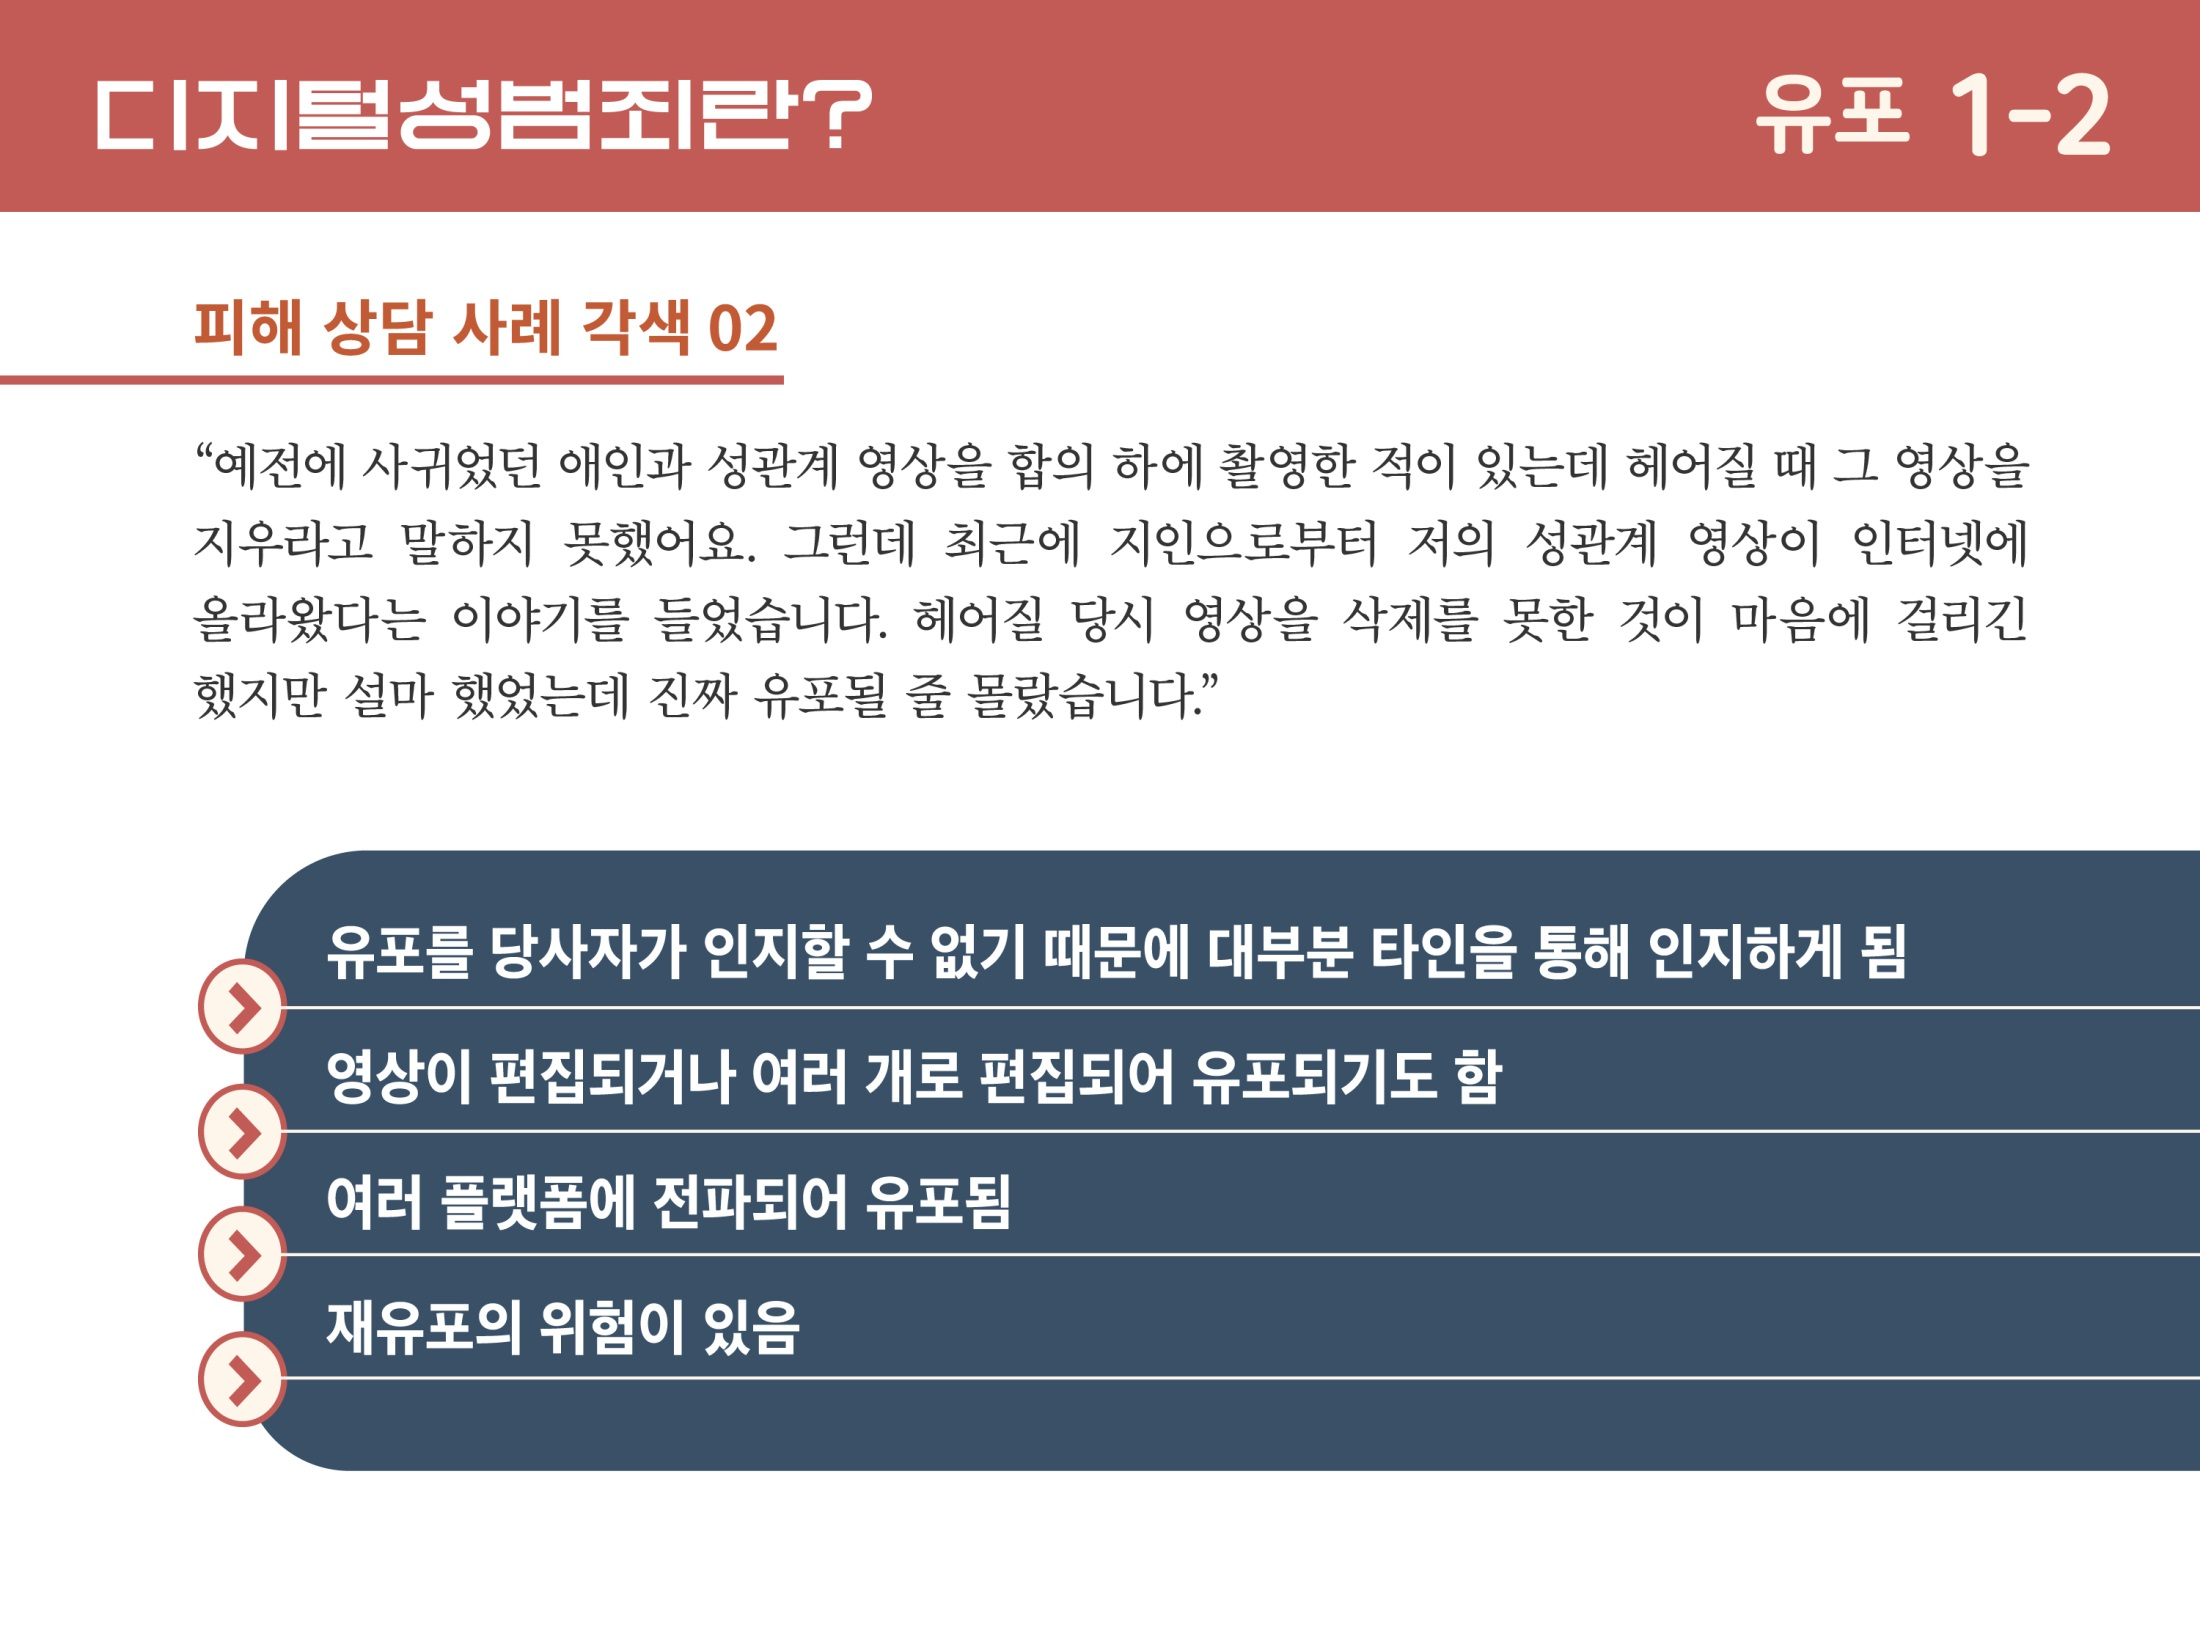 디지털성범죄란?
유포 1-2
피해 상담 사례 각색 02
“예전에 사귀었던 애인과 성관계 영상을 합의 하에 촬영한 적이 있는데 헤어질 때 그 영상을
지우라고 말하지 못했어요. 그런데 최근에 지인으로부터 저의 성관계 영상이 인터넷에
올라왔다는 이야기를 들었습니다. 헤어질 당시 영상을 삭제를 못한 것이 마음에 걸리긴
했지만 설마 했었는데 진짜 유포될 줄 몰랐습니다.”
유포를 당사자가 인지할 수 없기 때문에 대부분 타인을 통해 인지하게 됨
영상이 편집되거나 여러 개로 편집되어 유포되기도 함
여러 플랫폼에 전파되어 유포됨
재유포의 위험이 있음